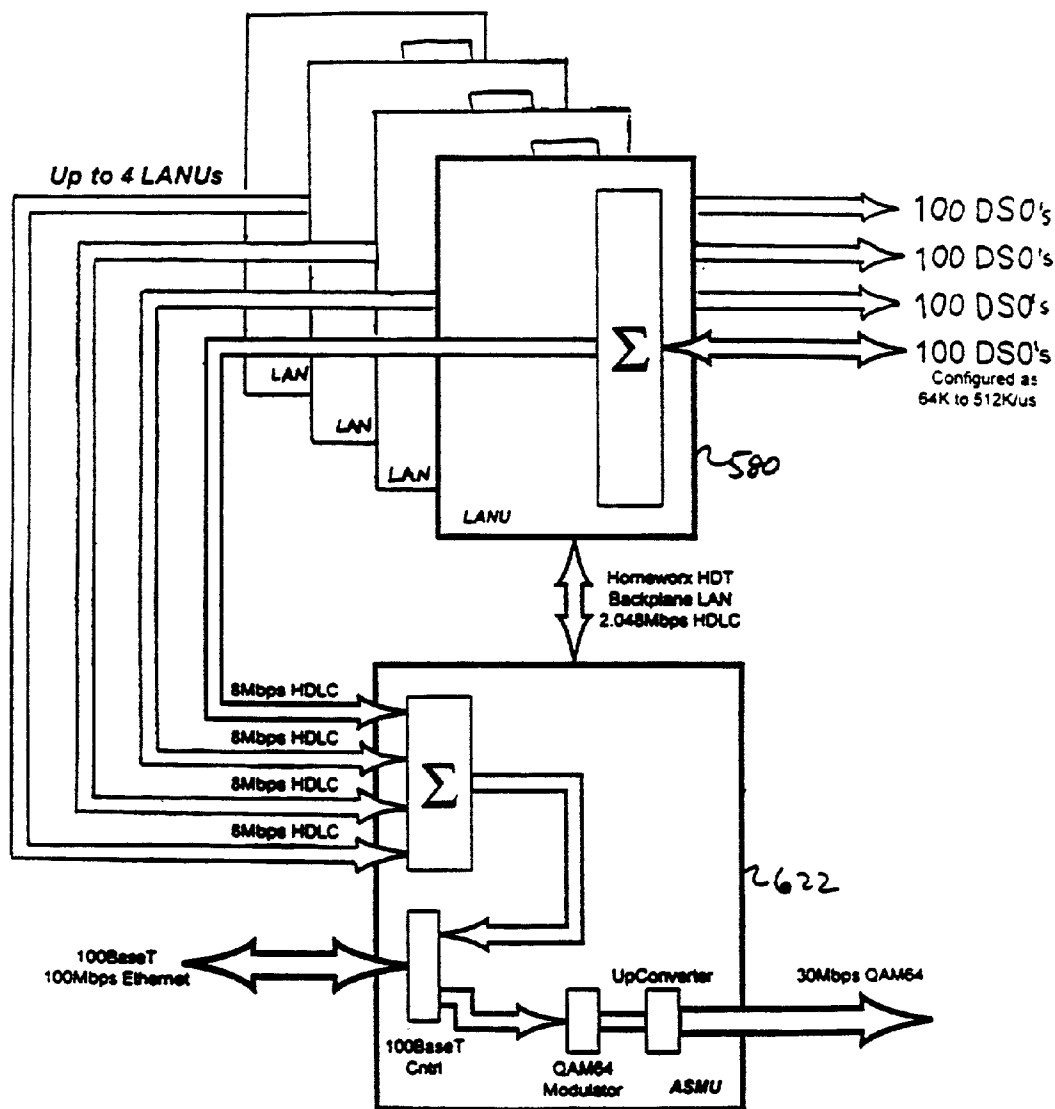 Up to 4 LANUs
100 DS0's
100 DS0's
100 DS0's
100 DS0's
Configured as
64K to 512K/us
LAN
LAN
LAN
580
LANU
Homeworx HDT
Backplane LAN
2.048Mbps HDLC
8Mbps HDLC
8Mbps HDLC
8Mbps HDLC
8Mbps HDLC
Σ
Σ
622
100BaseT
100Mbps Ethernet
UpConverter
30Mbps QAM64
100BaseT
Cntrl
QAM64
Modulator
ASMU